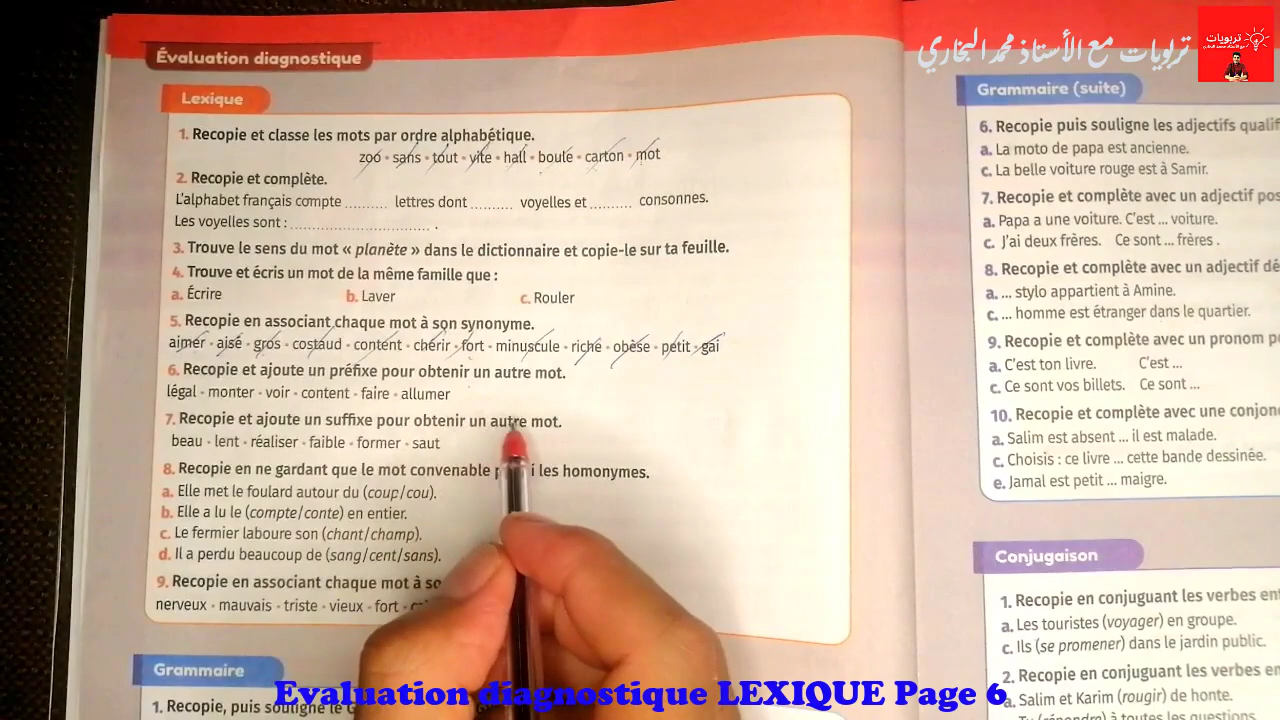 تربويات مع الأستاذ محمد البخاري
تربويات
Évaluation diagnostique
Lexique
1. Recopie et classe les mots par ordre alphabétique.
zoo • sans • tout • vite • hall • boule • carton • mot
2. Recopie et complète.
L'alphabet français compte ......... lettres dont ......... voyelles et ......... consonnes.
Les voyelles sont : .............................. .
3. Trouve le sens du mot « planète » dans le dictionnaire et copie-le sur ta feuille.
4. Trouve et écris un mot de la même famille que :
a. Écrire b. Laver c. Rouler
5. Recopie en associant chaque mot à son synonyme.
aimer • aisé • gros • costaud • content • chérir • fort • minuscule • riche • obèse • petit • gai
6. Recopie et ajoute un préfixe pour obtenir un autre mot.
légal • monter • voir • content • faire • allumer
7. Recopie et ajoute un suffixe pour obtenir un autre mot.
beau • lent • réaliser • faible • former • saut
8. Recopie en ne gardant que le mot convenable les homonymes.
a. Elle met le foulard autour du (coup/cou).
b. Elle a lu le (compte/conte) en entier.
c. Le fermier laboure son (chant/champ).
d. Il a perdu beaucoup de (sang/cent/sans).
9. Recopie en associant chaque mot à
nerveux • mauvais • triste • vieux • fort •
Grammaire
1. Recopie, puis souligne le
Grammaire (suite)
6. Recopie puis souligne les adjectifs
a. La moto de papa est ancienne.
c. La belle voiture rouge est à Samir.
7. Recopie et complète avec un adjectif
a. Papa a une voiture. C'est ... voiture.
c. J'ai deux frères. Ce sont ... frères .
8. Recopie et complète avec un adjectif
a. ... stylo appartient à Amine.
c. ... homme est étranger dans le quartier.
9. Recopie et complète avec un pronom
a. C'est ton livre. C'est ...
c. Ce sont vos billets. Ce sont ...
10. Recopie et complète avec une
a. Salim est absent ... il est malade.
c. Choisis : ce livre ... cette bande dessinée.
e. Jamal est petit ... maigre.
Conjugaison
1. Recopie en conjuguant les verbes
a. Les touristes (voyager) en groupe.
c. Ils (se promener) dans le jardin public.
2. Recopie en conjuguant les verbes
a. Salim et Karim (rougir) de honte.
Evaluation diagnostique LEXIQUE Page 6